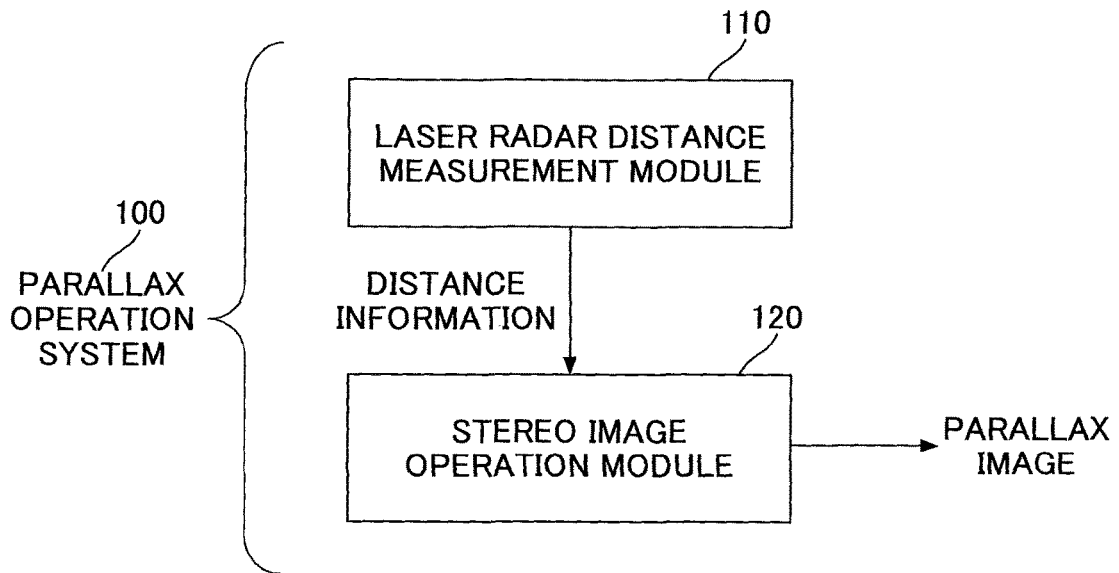 110
LASER RADAR DISTANCE
MEASUREMENT MODULE
100
PARALLAX
OPERATION
SYSTEM
DISTANCE
INFORMATION
120
STEREO IMAGE
OPERATION MODULE
PARALLAX
IMAGE